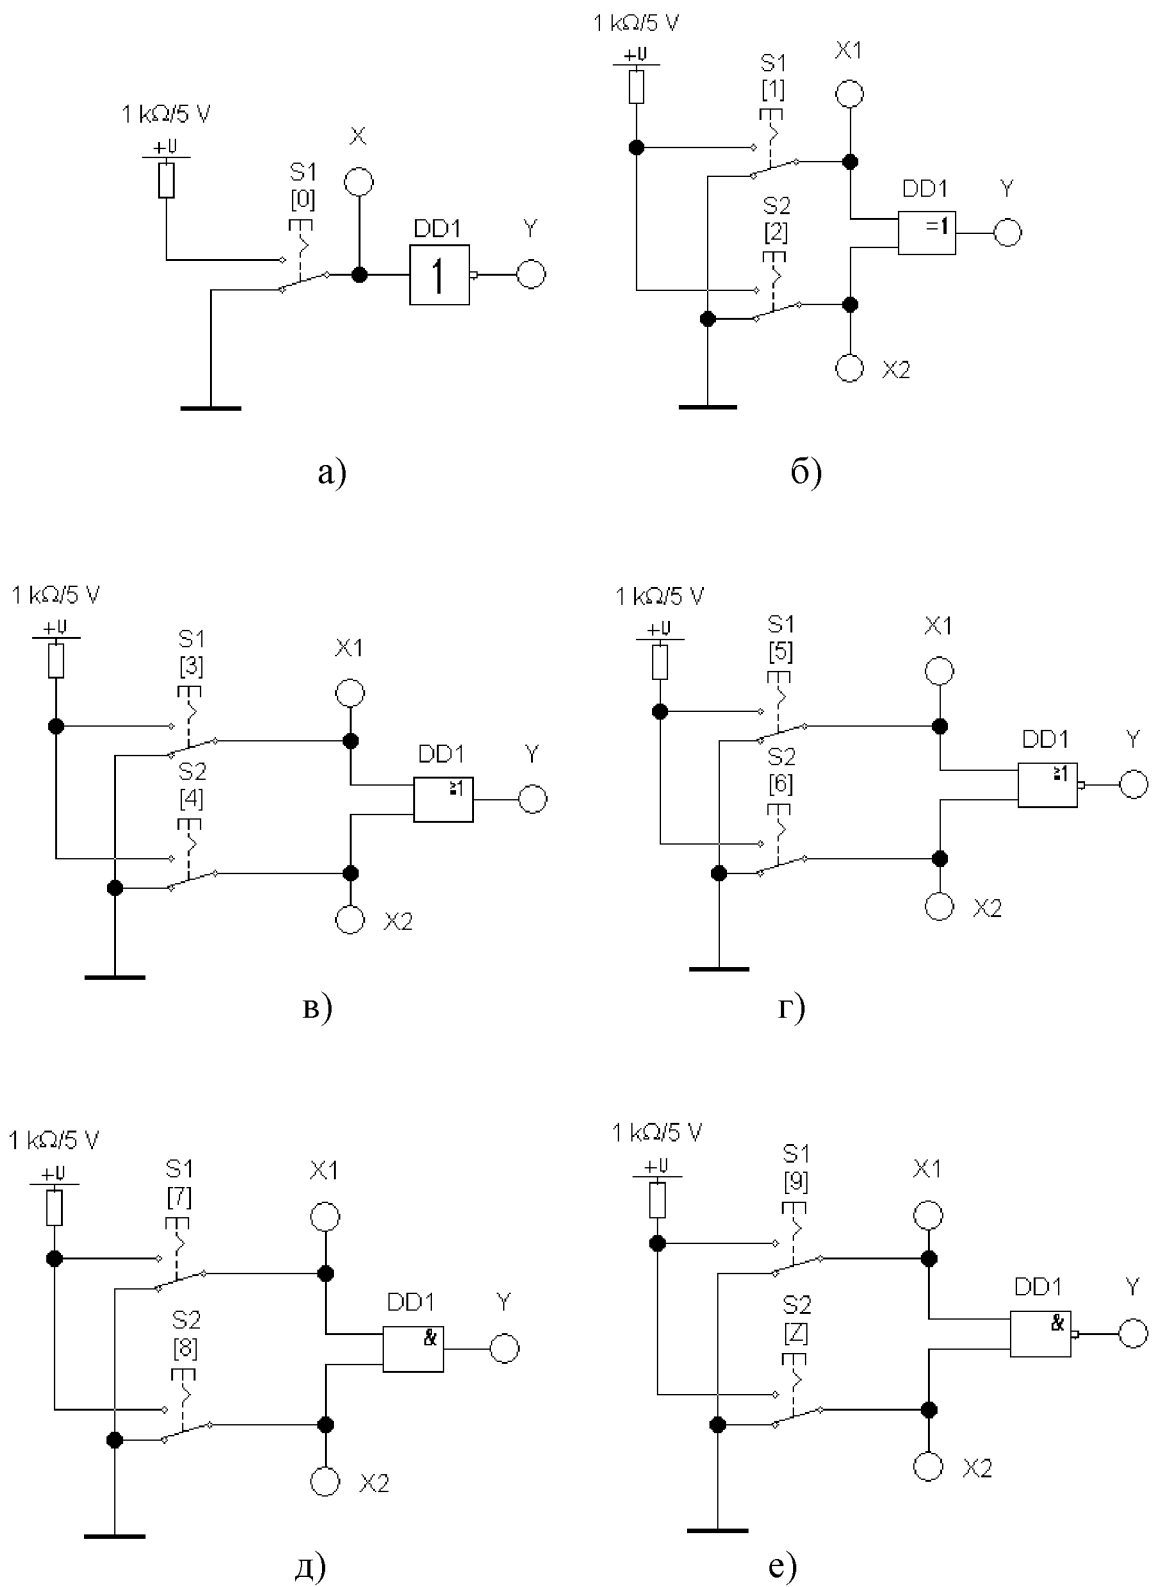 1 kΩ/5 V
+U
S1
[0]
X
DD1
1
Y
а)
1 kΩ/5 V
+U
S1
[1]
X1
S2
[2]
DD1
=1
Y
X2
б)
1 kΩ/5 V
+U
S1
[3]
X1
S2
[4]
DD1
≧1
Y
X2
в)
1 kΩ/5 V
+U
S1
[5]
X1
S2
[6]
DD1
≧1
Y
X2
г)
1 kΩ/5 V
+U
S1
[7]
X1
S2
[8]
DD1
&
Y
X2
д)
1 kΩ/5 V
+U
S1
[9]
X1
S2
[Z]
DD1
&
Y
X2
е)